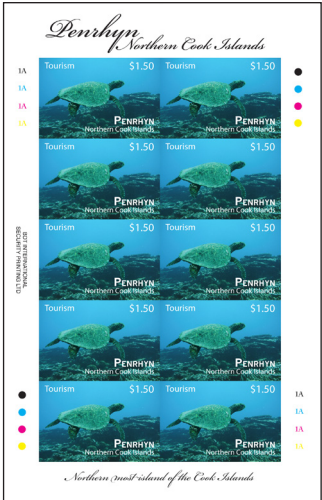 Penrhyn
Northern Cook Islands
1A
1A
1A
1A
Tourism $1.50
PENRHYN
Northern Cook Islands
Tourism $1.50
PENRHYN
Northern Cook Islands
Tourism $1.50
PENRHYN
Northern Cook Islands
Tourism $1.50
PENRHYN
Northern Cook Islands
BDT INTERNATIONAL
SECURITY PRINTING LTD
Tourism $1.50
PENRHYN
Northern Cook Islands
Tourism $1.50
PENRHYN
Northern Cook Islands
Tourism $1.50
PENRHYN
Northern Cook Islands
Tourism $1.50
PENRHYN
Northern Cook Islands
Tourism $1.50
PENRHYN
Northern Cook Islands
Tourism $1.50
PENRHYN
Northern Cook Islands
1A
1A
1A
1A
Northern most-island of the Cook Islands